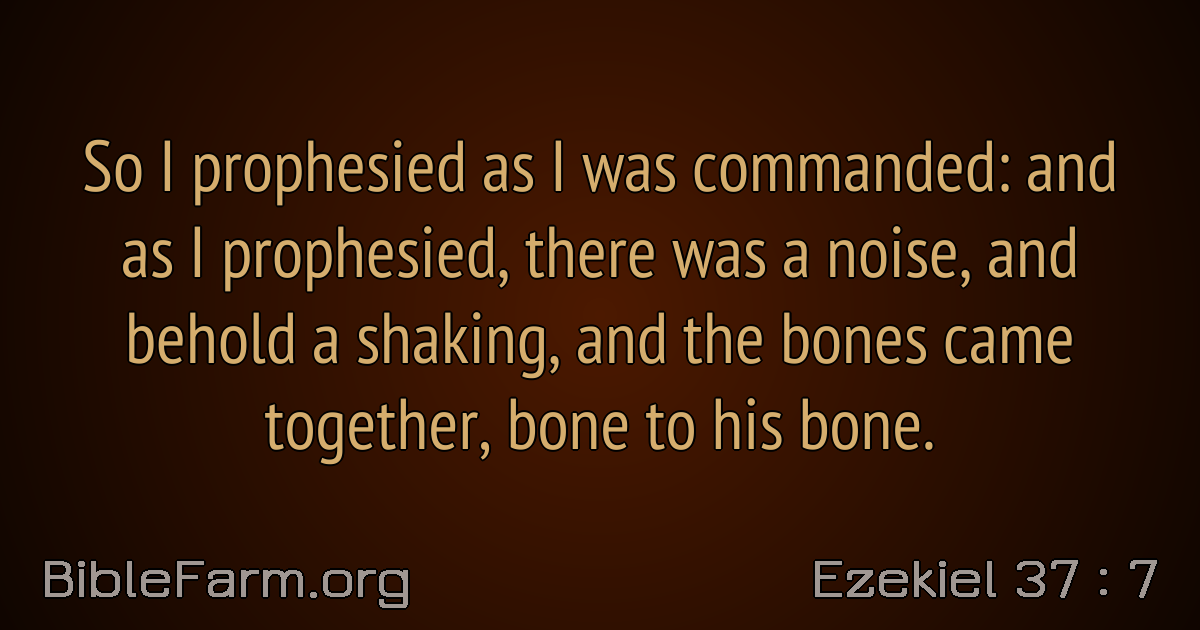 So I prophesied as I was commanded: and
as I prophesied, there was a noise, and
behold a shaking, and the bones came
together, bone to his bone.
BibleFarm.org
Ezekiel 37 : 7